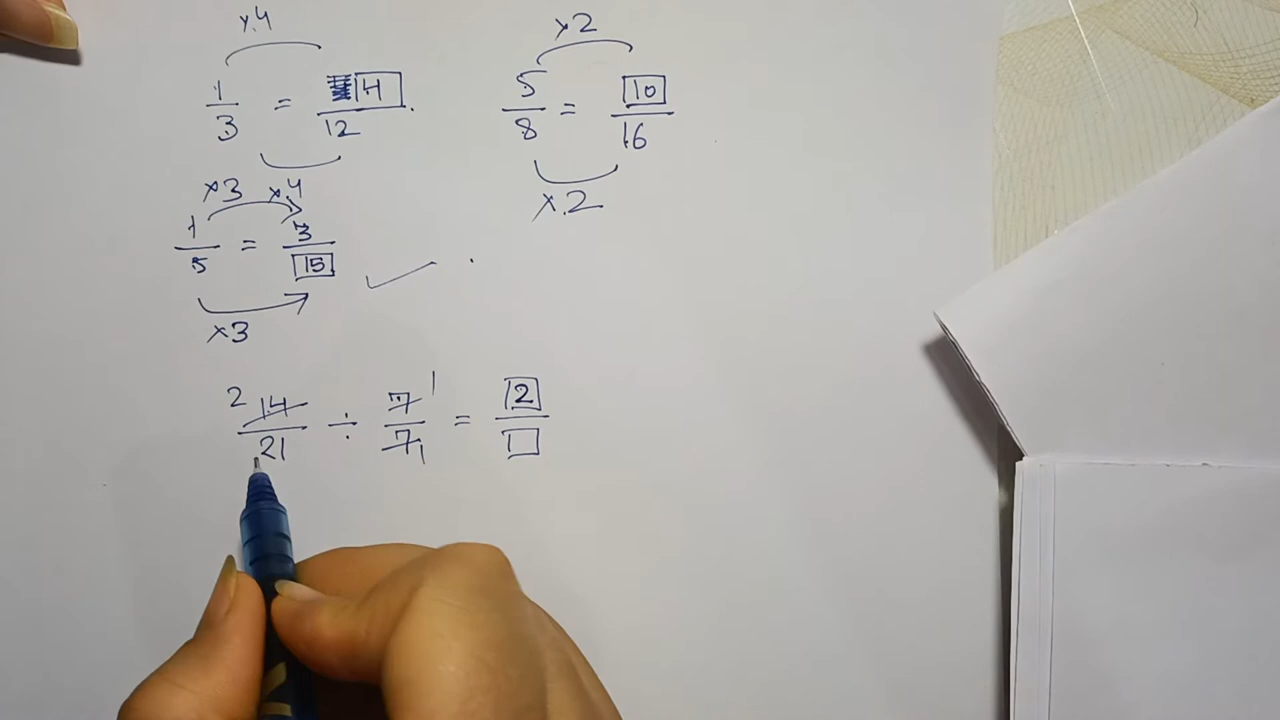 ×4 ×2
1/3 = 4/12 5/8 = 10/16
×4 ×2
×3
1/5 = 3/15 ✓
×3
2 14/21 ÷ 7/7 1 1 = 2/□